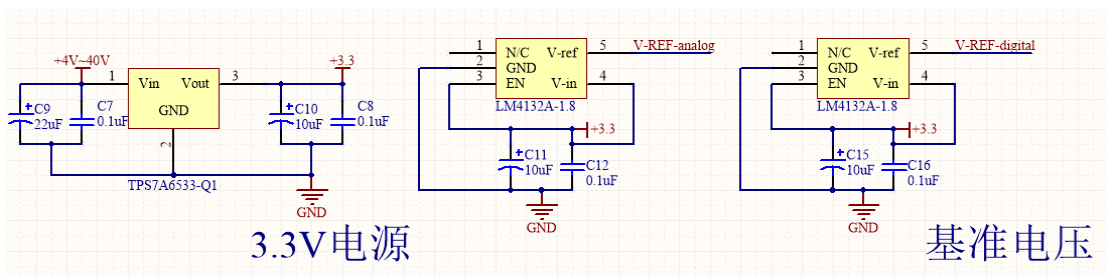 +4V~40V
1
Vin
Vout
3
GND
2
+3.3
C9
22uF
C7
0.1uF
C10
10uF
C8
0.1uF
TPS7A6533-Q1
GND
3.3V电源
1
N/C
V-ref
5
V-REF-analog
2
GND
3
EN
V-in
4
LM4132A-1.8
+3.3
C11
10uF
C12
0.1uF
GND
1
N/C
V-ref
5
V-REF-digital
2
GND
3
EN
V-in
4
LM4132A-1.8
+3.3
C15
10uF
C16
0.1uF
GND
基准电压